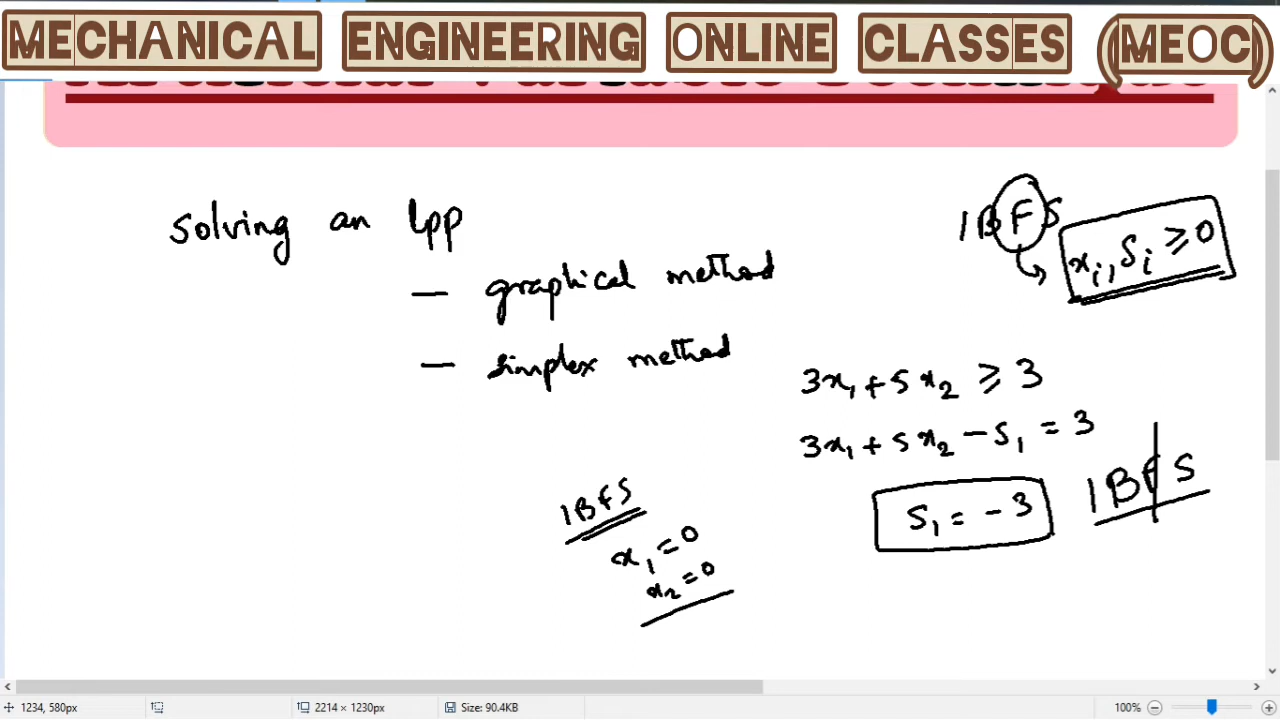 MECHANICAL ENGINEERING ONLINE CLASSES (MEOC)
solving an lpp
— graphical method
— simplex method
IBFS
xi, Si ≥ 0
3x₁ + 5x₂ ≥ 3
3x₁ + 5x₂ − S₁ = 3
S₁ = −3
IBFS
IBFS
x₁ = 0
x₂ = 0
1234, 580px
2214 × 1230px
Size: 90.4KB
100%